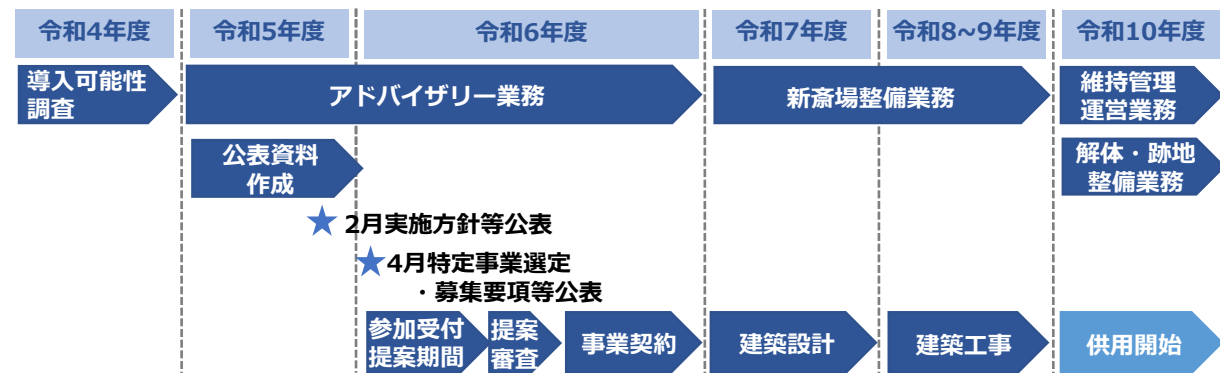 令和4年度
令和5年度
令和6年度
令和7年度
令和8~9年度
令和10年度
導入可能性
調査
アドバイザリー業務
新斎場整備業務
維持管理
運営業務
公表資料
作成
解体・跡地
整備業務
★ 2月実施方針等公表
★4月特定事業選定
・募集要項等公表
参加受付
提案期間
提案
審査
事業契約
建築設計
建築工事
供用開始